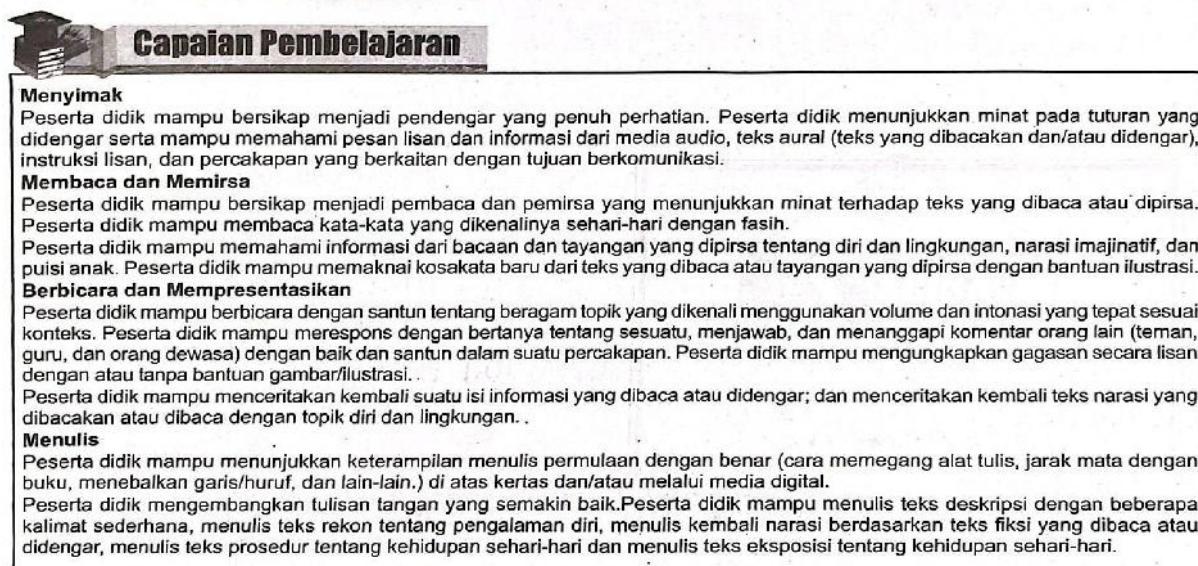 Capaian Pembelajaran
Menyimak
Peserta didik mampu bersikap menjadi pendengar yang penuh perhatian. Peserta didik menunjukkan minat pada tuturan yang
didengar serta mampu memahami pesan lisan dan informasi dari media audio, teks aural (teks yang dibacakan dan/atau didengar),
instruksi lisan, dan percakapan yang berkaitan dengan tujuan berkomunikasi.
Membaca dan Memirsa
Peserta didik mampu bersikap menjadi pembaca dan pemirsa yang menunjukkan minat terhadap teks yang dibaca atau dipirsa.
Peserta didik mampu membaca kata-kata yang dikenalinya sehari-hari dengan fasih.
Peserta didik mampu memahami informasi dari bacaan dan tayangan yang dipirsa tentang diri dan lingkungan, narasi imajinatif, dan
puisi anak. Peserta didik mampu memaknai kosakata baru dari teks yang dibaca atau tayangan yang dipirsa dengan bantuan ilustrasi.
Berbicara dan Mempresentasikan
Peserta didik mampu berbicara dengan santun tentang beragam topik yang dikenali menggunakan volume dan intonasi yang tepat sesuai
konteks. Peserta didik mampu merespons dengan bertanya tentang sesuatu, menjawab, dan menanggapi komentar orang lain (teman,
guru, dan orang dewasa) dengan baik dan santun dalam suatu percakapan. Peserta didik mampu mengungkapkan gagasan secara lisan
dengan atau tanpa bantuan gambar/ilustrasi.
Peserta didik mampu menceritakan kembali suatu isi informasi yang dibaca atau didengar; dan menceritakan kembali teks narasi yang
dibacakan atau dibaca dengan topik diri dan lingkungan. .
Menulis
Peserta didik mampu menunjukkan keterampilan menulis permulaan dengan benar (cara memegang alat tulis, jarak mata dengan
buku, menebalkan garis/huruf, dan lain-lain.) di atas kertas dan/atau melalui media digital.
Peserta didik mengembangkan tulisan tangan yang semakin baik.Peserta didik mampu menulis teks deskripsi dengan beberapa
kalimat sederhana, menulis teks rekon tentang pengalaman diri, menulis kembali narasi berdasarkan teks fiksi yang dibaca atau
didengar, menulis teks prosedur tentang kehidupan sehari-hari dan menulis teks eksposisi tentang kehidupan sehari-hari.